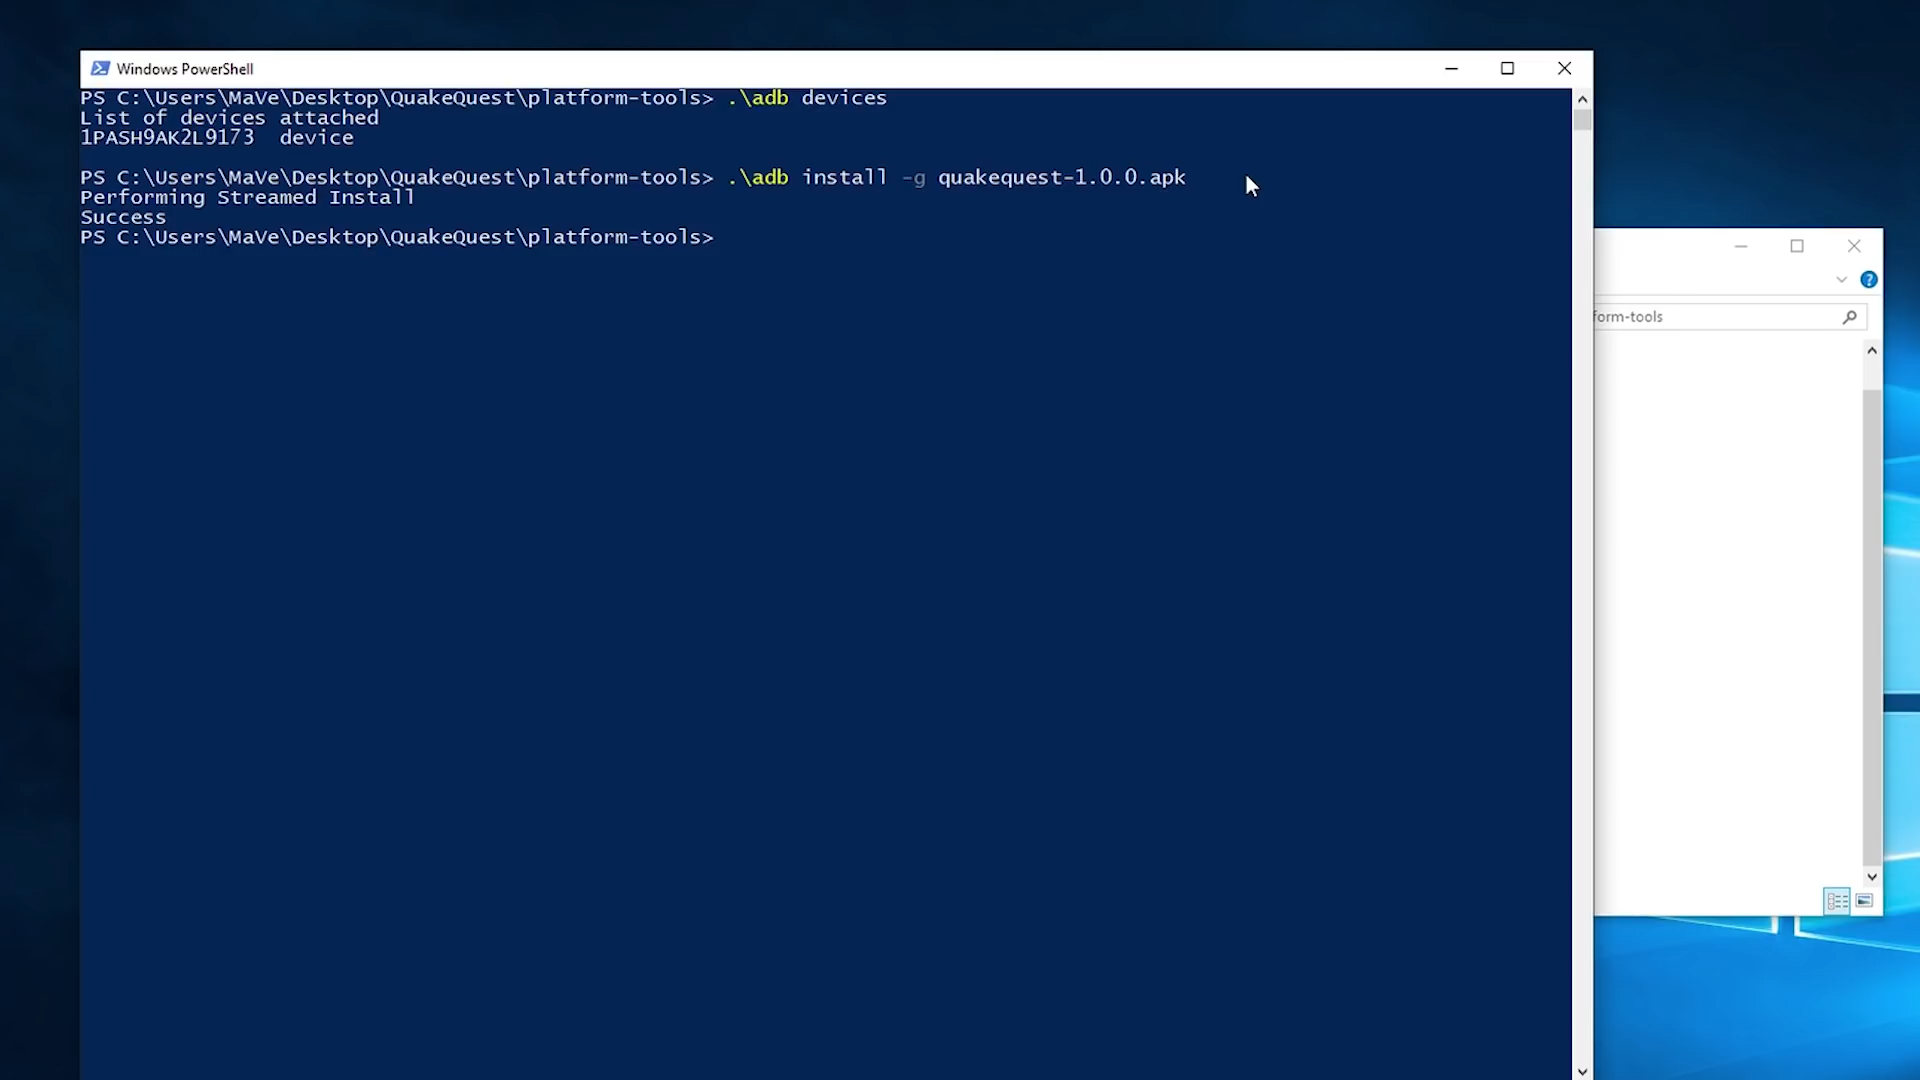 Windows PowerShell
PS C:\Users\MaVe\Desktop\QuakeQuest\platform-tools> .\adb devices
List of devices attached
1PASH9AK2L9173  device
PS C:\Users\MaVe\Desktop\QuakeQuest\platform-tools> .\adb install -g quakequest-1.0.0.apk
Performing Streamed Install
Success
PS C:\Users\MaVe\Desktop\QuakeQuest\platform-tools>
form-tools